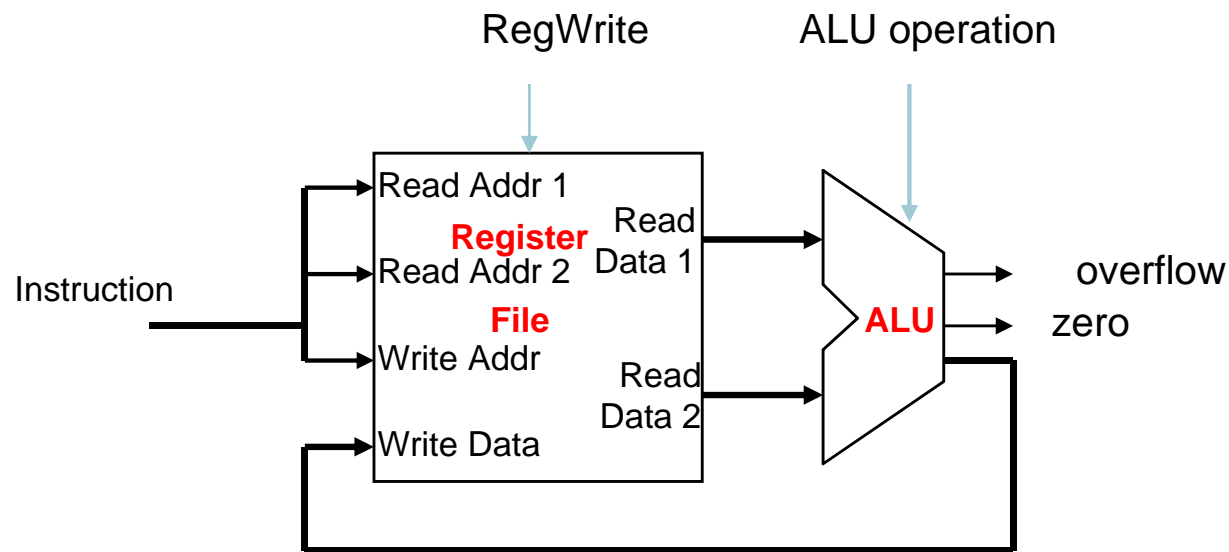 RegWrite
ALU operation
Instruction
Read Addr 1
Register
Read Addr 2
File
Write Addr
Write Data
Read
Data 1
Read
Data 2
ALU
overflow
zero